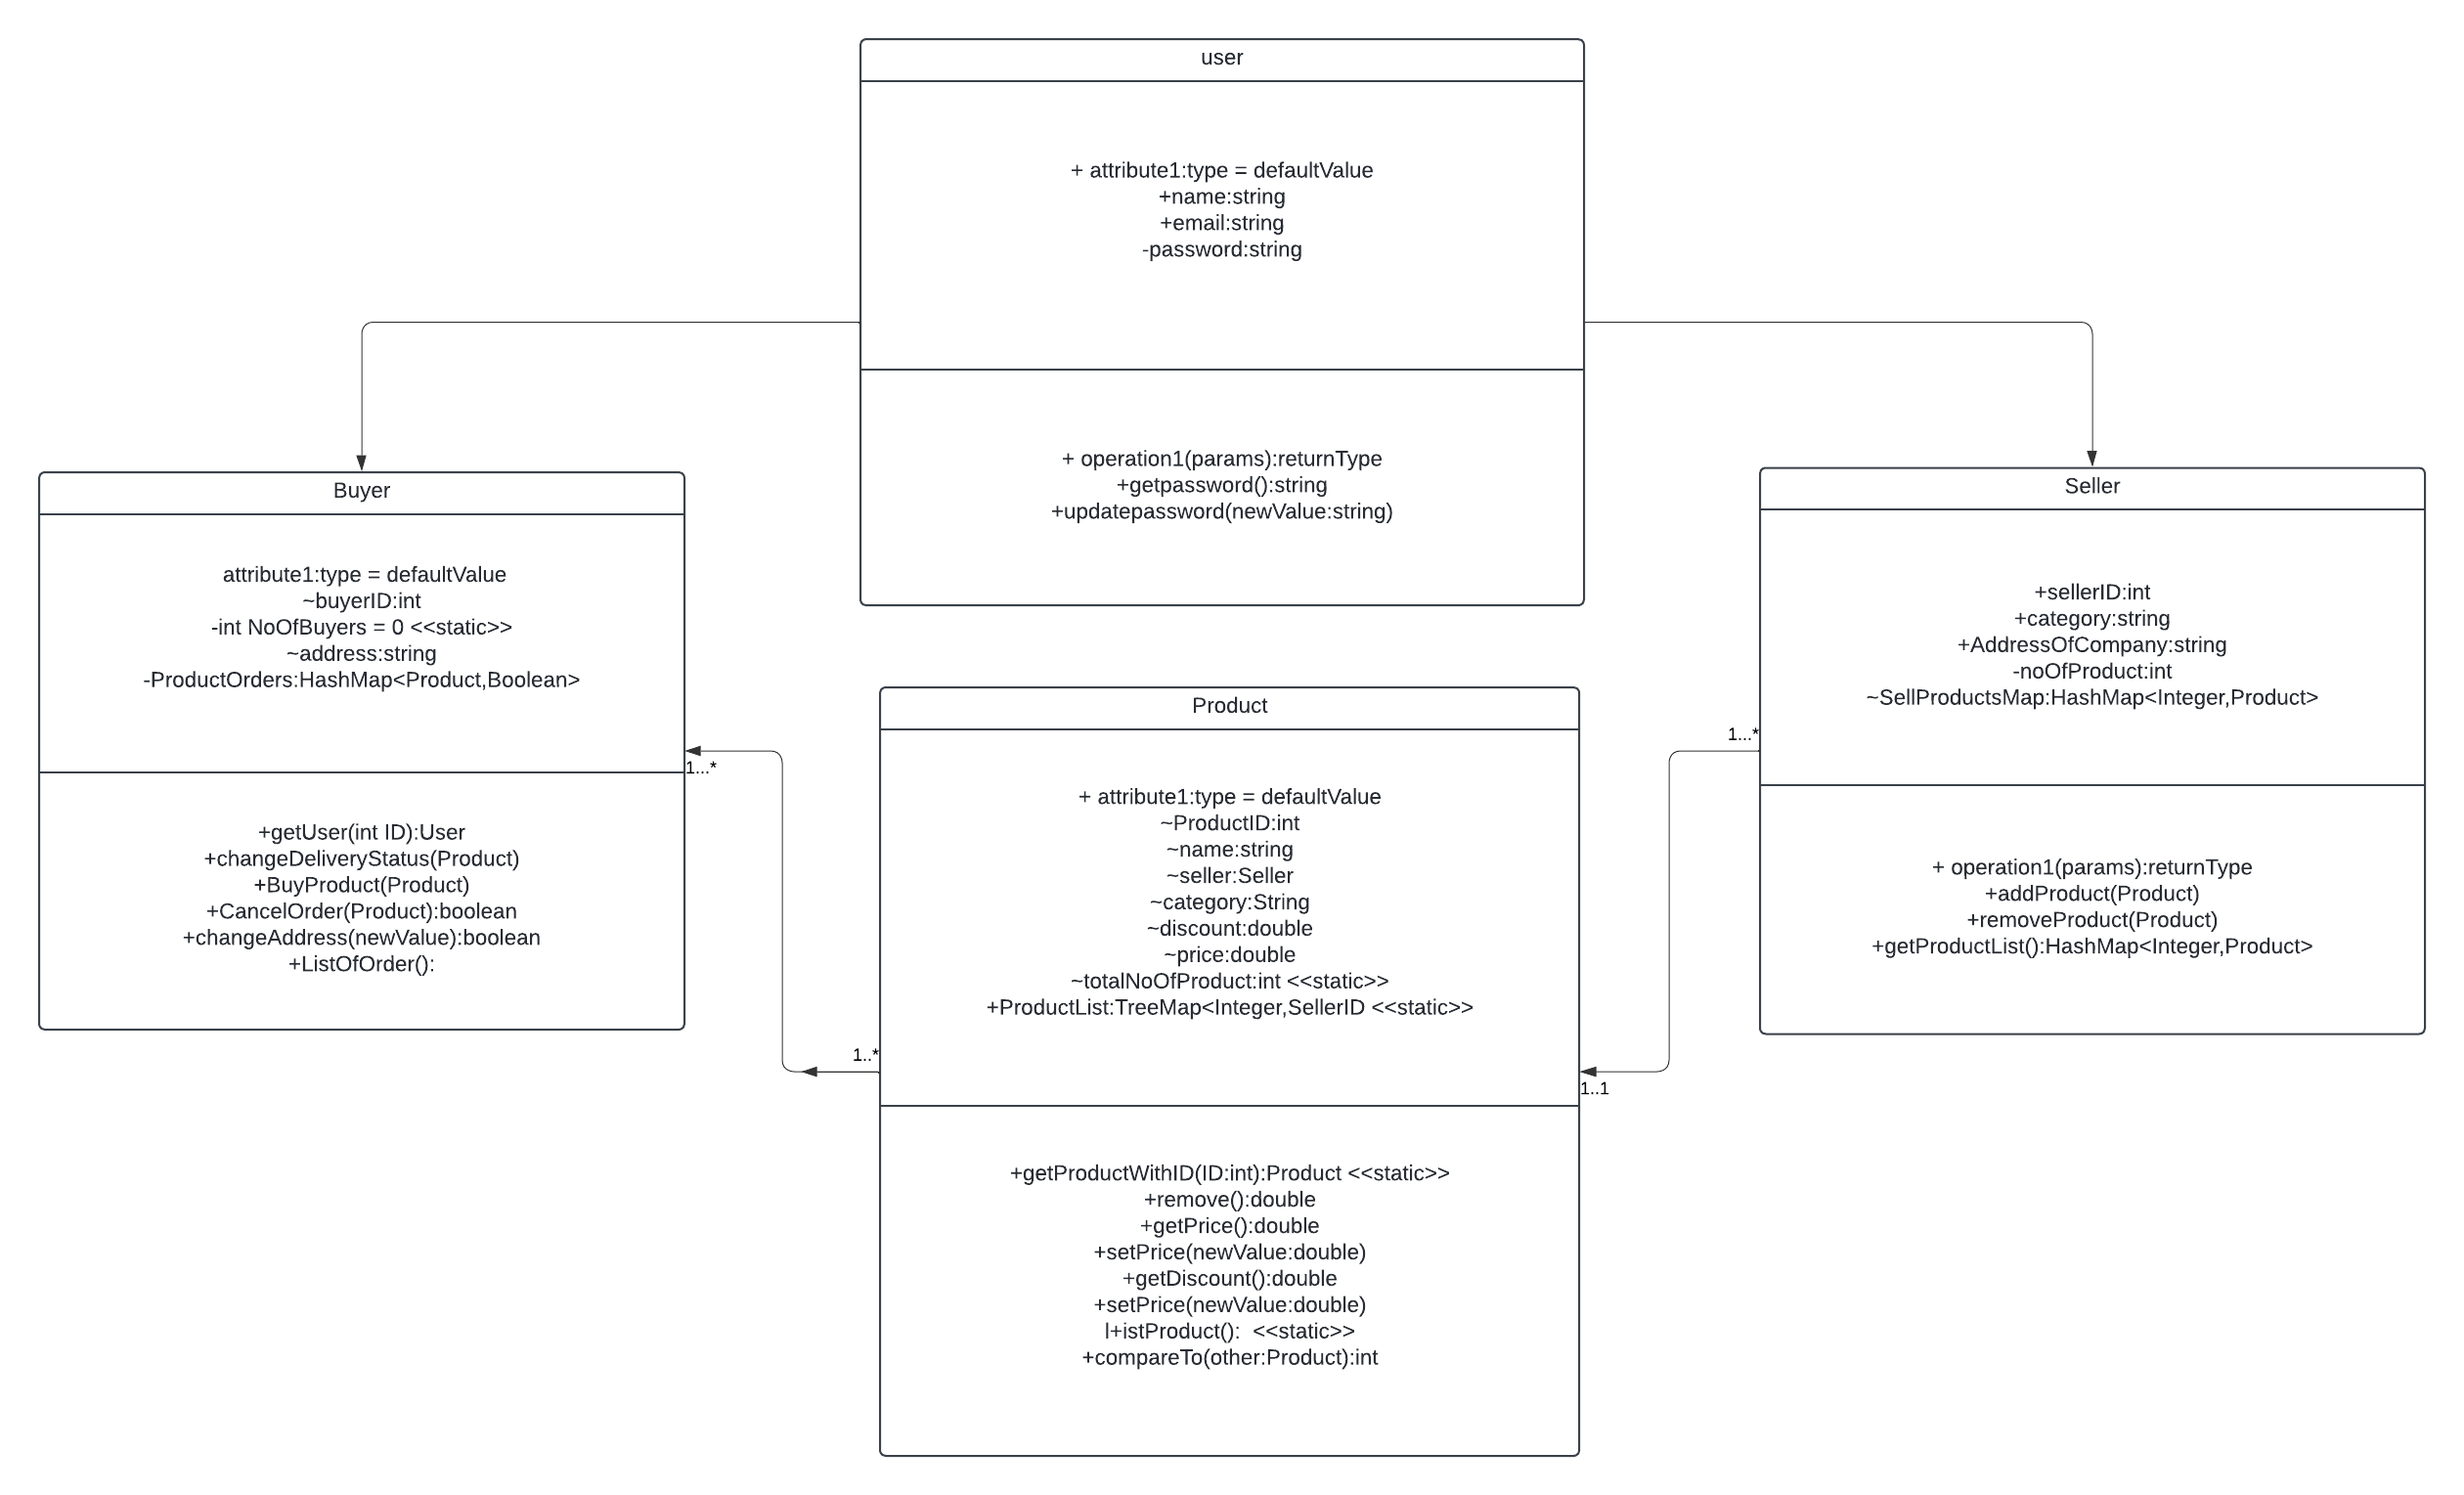 user
+ attribute1:type = defaultValue
+name:string
+email:string
-password:string
+ operation1(params):returnType
+getpassword():string
+updatepassword(newValue:string)
Buyer
attribute1:type = defaultValue
~buyerID:int
-int NoOfBuyers = 0 <<static>>
~address:string
-ProductOrders:HashMap<Product,Boolean>
1...*
+getUser(int ID):User
+changeDeliveryStatus(Product)
+BuyProduct(Product)
+CancelOrder(Product):boolean
+changeAddress(newValue):boolean
+ListOfOrder():
Product
+ attribute1:type = defaultValue
~ProductID:int
~name:string
~seller:Seller
~category:String
~discount:double
~price:double
~totalNoOfProduct:int <<static>>
+ProductList:TreeMap<Integer,SellerID <<static>>
1..*
1..1
+getProductWithID(ID:int):Product <<static>>
+remove():double
+getPrice():double
+setPrice(newValue:double)
+getDiscount():double
+setPrice(newValue:double)
l+istProduct():  <<static>>
+compareTo(other:Product):int
Seller
+sellerID:int
+category:string
+AddressOfCompany:string
-noOfProduct:int
~SellProductsMap:HashMap<Integer,Product>
1...*
+ operation1(params):returnType
+addProduct(Product)
+removeProduct(Product)
+getProductList():HashMap<Integer,Product>